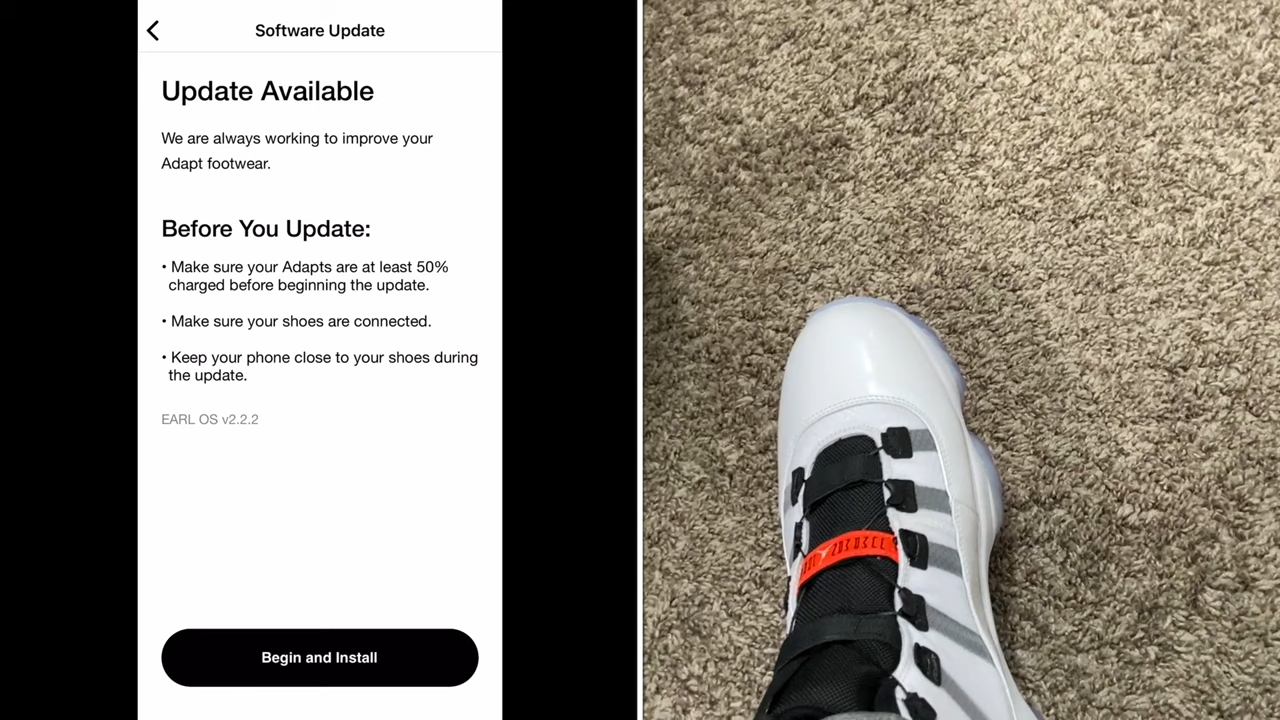 Software Update
Update Available
We are always working to improve your
Adapt footwear.
Before You Update:
• Make sure your Adapts are at least 50%
charged before beginning the update.
• Make sure your shoes are connected.
• Keep your phone close to your shoes during
the update.
EARL OS v2.2.2
Begin and Install